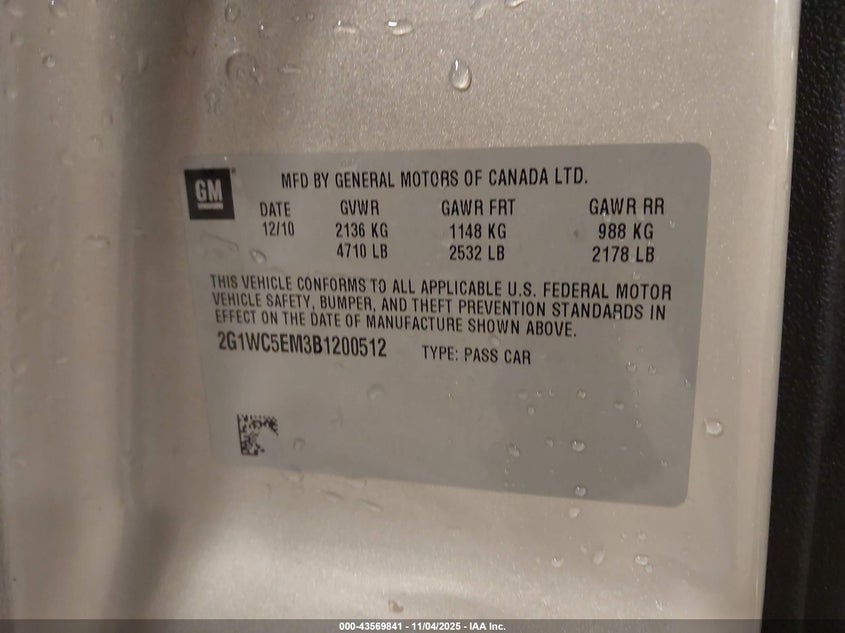 GM
MFD BY GENERAL MOTORS OF CANADA LTD.
DATE GVWR GAWR FRT GAWR RR
12/10 2136 KG 1148 KG 988 KG
4710 LB 2532 LB 2178 LB
THIS VEHICLE CONFORMS TO ALL APPLICABLE U.S. FEDERAL MOTOR
VEHICLE SAFETY, BUMPER, AND THEFT PREVENTION STANDARDS IN
EFFECT ON THE DATE OF MANUFACTURE SHOWN ABOVE.
2G1WC5EM3B1200512 TYPE: PASS CAR
000-43569841 - 11/04/2025 - IAA Inc.